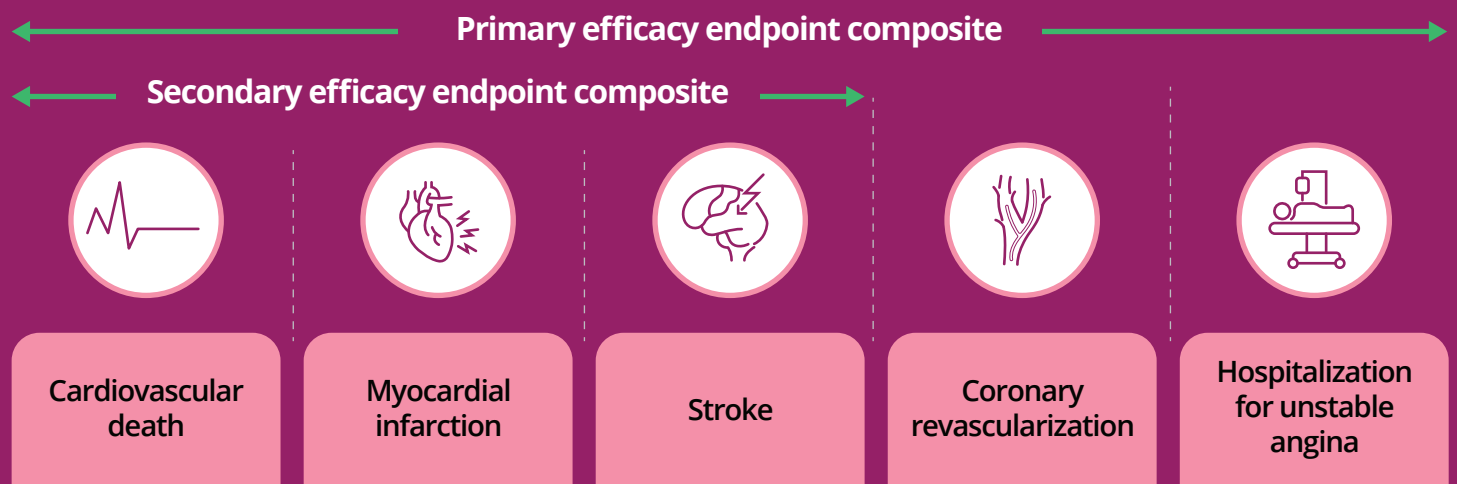 Primary efficacy endpoint composite
Secondary efficacy endpoint composite
Cardiovascular
death
Myocardial
infarction
Stroke
Coronary
revascularization
Hospitalization
for unstable
angina